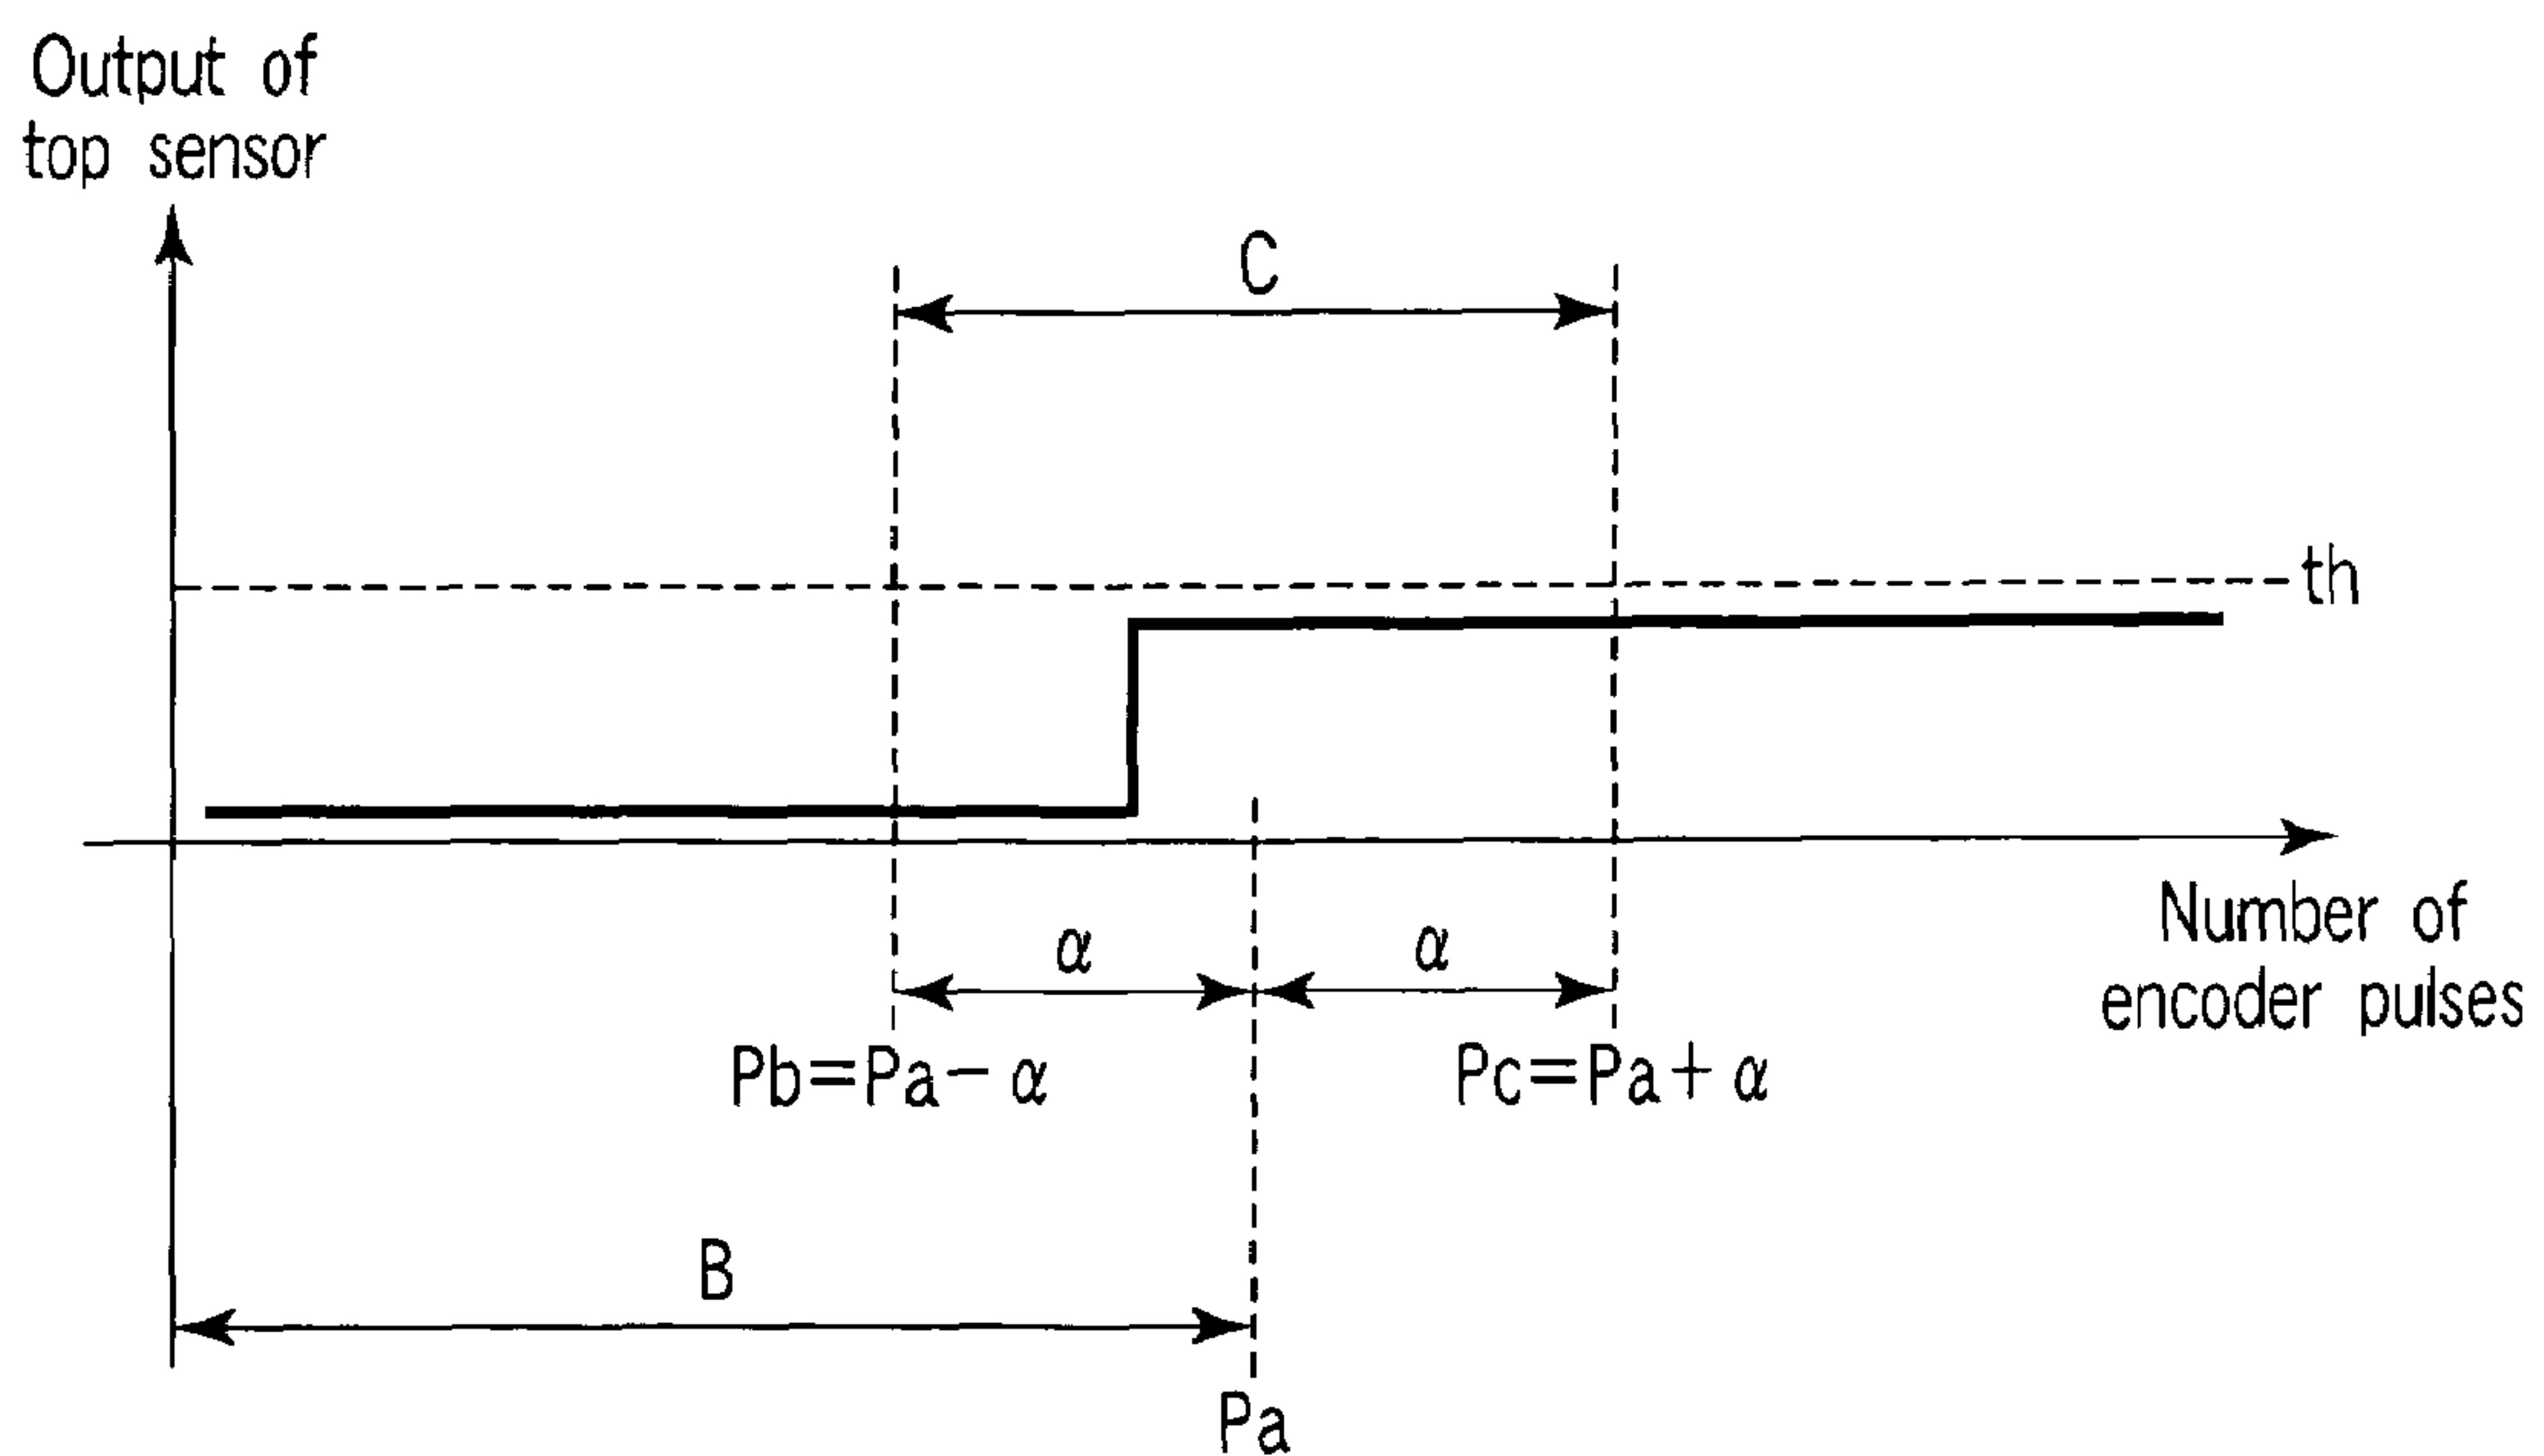 Output of
top sensor
C
th
Number of
encoder pulses
α
α
Pb=Pa-α
Pc=Pa+α
B
Pa